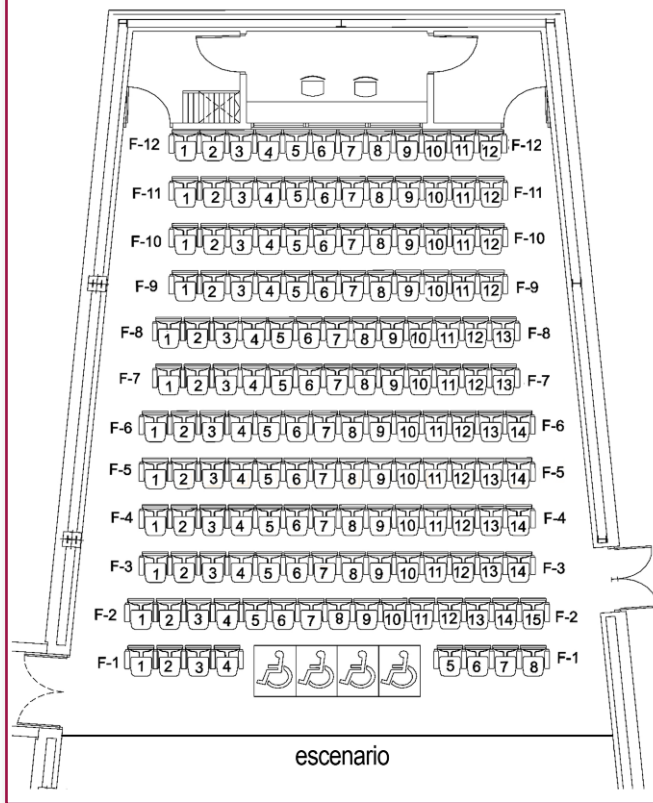 F-12 1 2 3 4 5 6 7 8 9 10 11 12 F-12
F-11 1 2 3 4 5 6 7 8 9 10 11 12 F-11
F-10 1 2 3 4 5 6 7 8 9 10 11 12 F-10
F-9 1 2 3 4 5 6 7 8 9 10 11 12 F-9
F-8 1 2 3 4 5 6 7 8 9 10 11 12 13 F-8
F-7 1 2 3 4 5 6 7 8 9 10 11 12 13 F-7
F-6 1 2 3 4 5 6 7 8 9 10 11 12 13 14 F-6
F-5 1 2 3 4 5 6 7 8 9 10 11 12 13 14 F-5
F-4 1 2 3 4 5 6 7 8 9 10 11 12 13 14 F-4
F-3 1 2 3 4 5 6 7 8 9 10 11 12 13 14 F-3
F-2 1 2 3 4 5 6 7 8 9 10 11 12 13 14 15 F-2
F-1 1 2 3 4 5 6 7 8 F-1
escenario